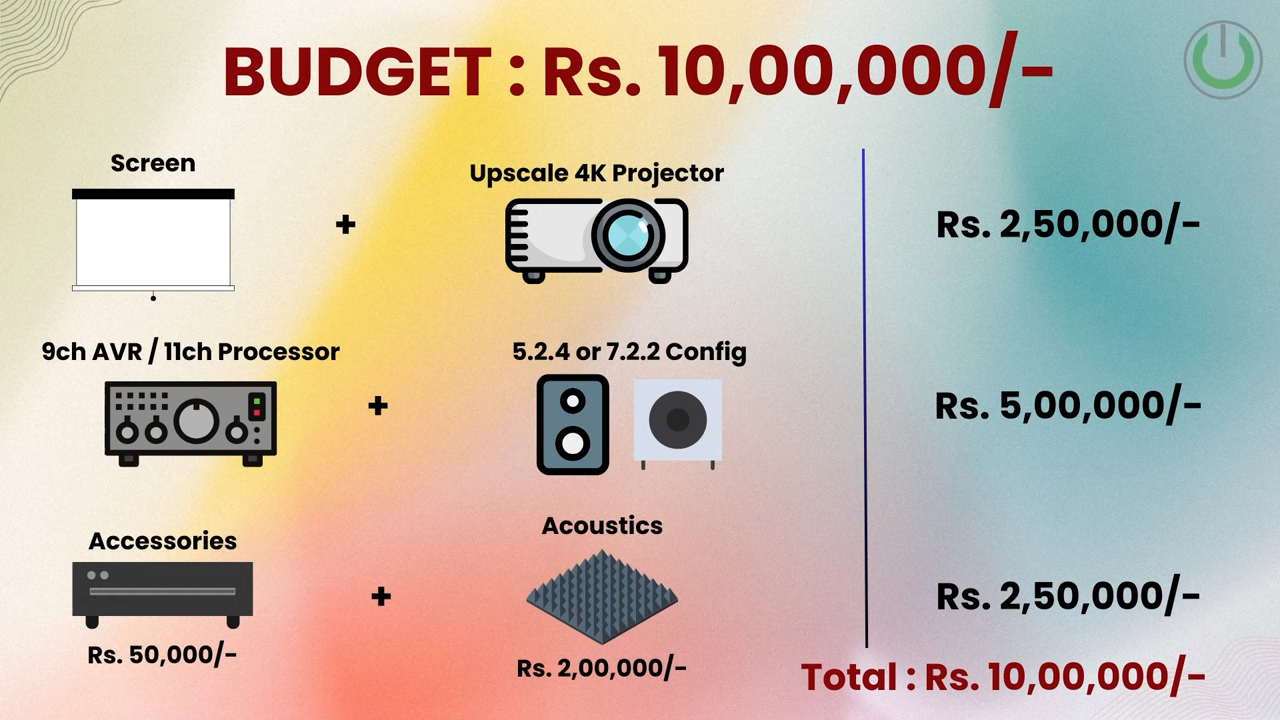 BUDGET : Rs. 10,00,000/-
Screen
Upscale 4K Projector
+
Rs. 2,50,000/-
9ch AVR / 11ch Processor
5.2.4 or 7.2.2 Config
+
Rs. 5,00,000/-
Accessories
Acoustics
+
Rs. 2,50,000/-
Rs. 50,000/-
Rs. 2,00,000/-
Total : Rs. 10,00,000/-